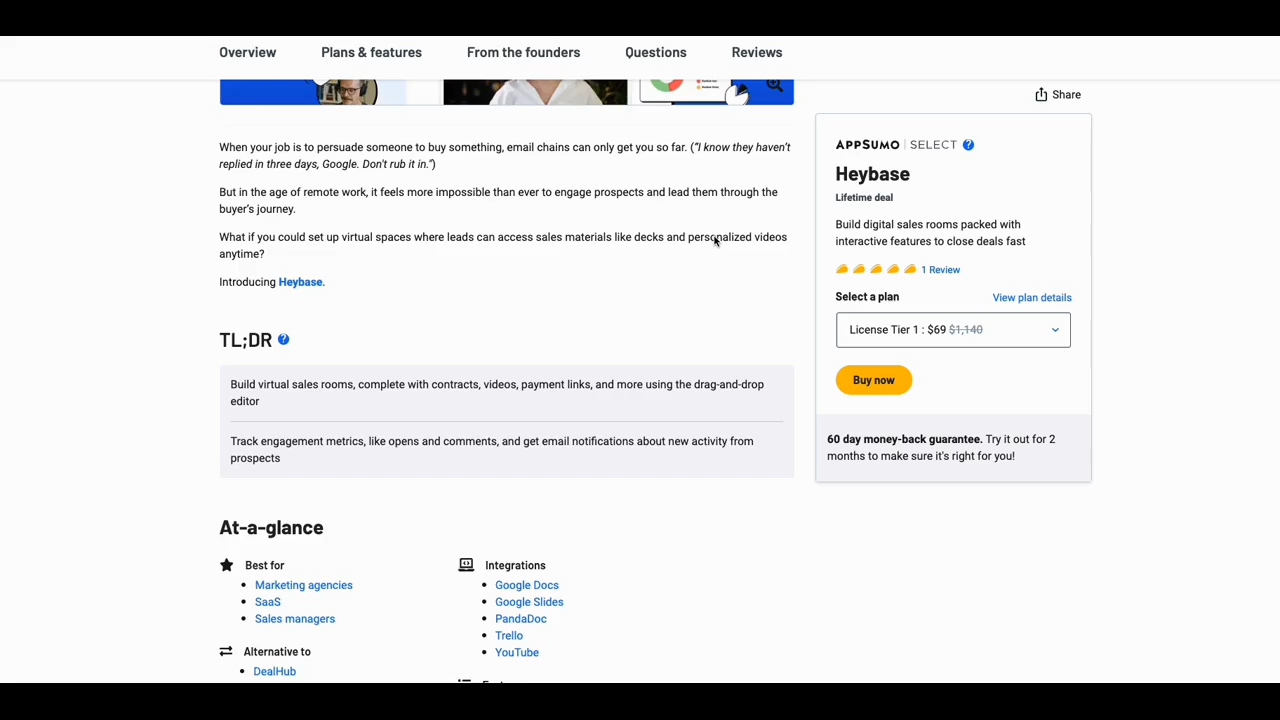 Overview Plans & features From the founders Questions Reviews
Share
When your job is to persuade someone to buy something, email chains can only get you so far. ("I know they haven't
replied in three days, Google. Don't rub it in.")
But in the age of remote work, it feels more impossible than ever to engage prospects and lead them through the
buyer's journey.
What if you could set up virtual spaces where leads can access sales materials like decks and personalized videos
anytime?
Introducing Heybase.
TL;DR ?
Build virtual sales rooms, complete with contracts, videos, payment links, and more using the drag-and-drop
editor
Track engagement metrics, like opens and comments, and get email notifications about new activity from
prospects
At-a-glance
Best for
• Marketing agencies
• SaaS
• Sales managers
Alternative to
• DealHub
Integrations
• Google Docs
• Google Slides
• PandaDoc
• Trello
• YouTube
APPSUMO | SELECT ?
Heybase
Lifetime deal
Build digital sales rooms packed with
interactive features to close deals fast
1 Review
Select a plan View plan details
License Tier 1 : $69 $1,140
Buy now
60 day money-back guarantee. Try it out for 2
months to make sure it's right for you!